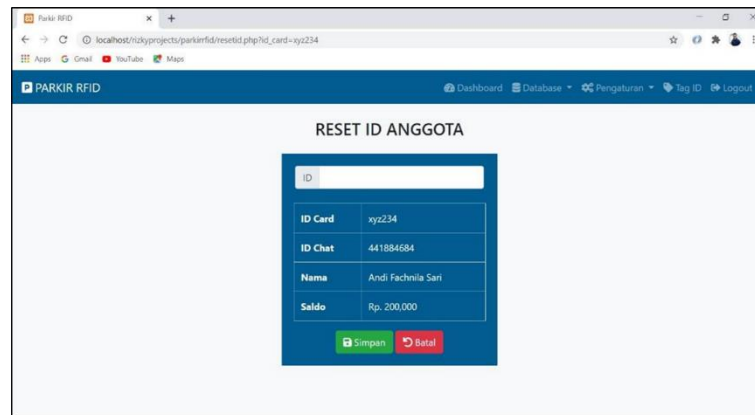 Parkir RFID
localhost/rizkyprojects/parkirrfid/resetid.php?id_card=xyz234
Apps Gmail YouTube Maps
PARKIR RFID Dashboard Database Pengaturan Tag ID Logout
RESET ID ANGGOTA
ID
ID Card xyz234
ID Chat 441884684
Nama Andi Fachnila Sari
Saldo Rp. 200,000
Simpan Batal